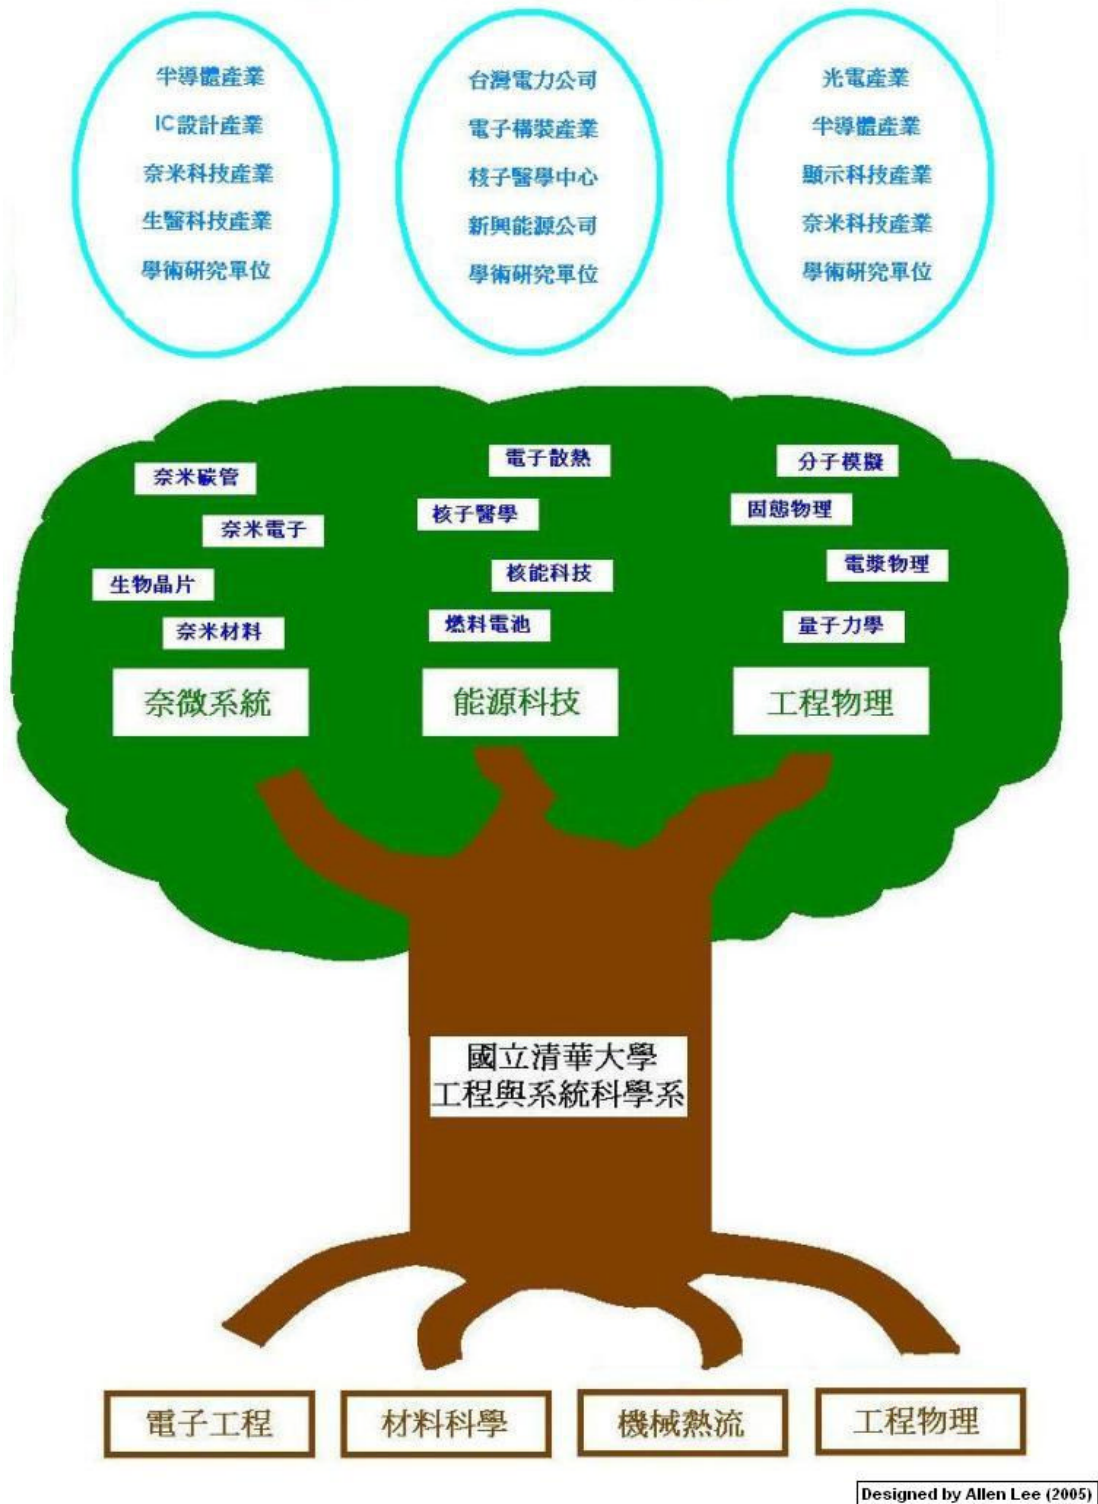 半導體產業
IC設計產業
奈米科技產業
生醫科技產業
學術研究單位
台灣電力公司
電子構裝產業
核子醫學中心
新興能源公司
學術研究單位
光電產業
半導體產業
顯示科技產業
奈米科技產業
學術研究單位
奈米碳管
奈米電子
生物晶片
奈米材料
奈微系統
電子散熱
核子醫學
核能科技
燃料電池
能源科技
分子模擬
固態物理
電漿物理
量子力學
工程物理
國立清華大學
工程與系統科學系
電子工程
材料科學
機械熱流
工程物理
Designed by Allen Lee (2005)